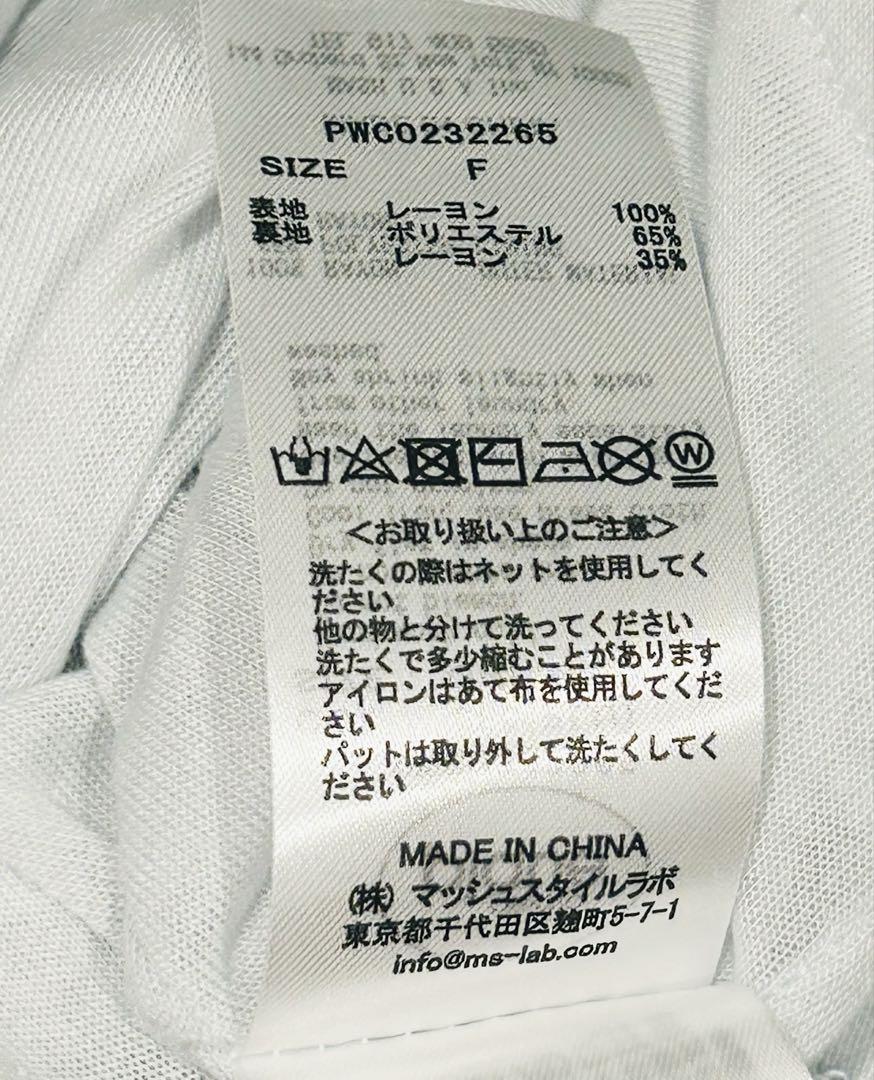 PWC0232265
SIZE F
表地 レーヨン 100%
裏地 ポリエステル 65%
レーヨン 35%
W
<お取り扱い上のご注意>
洗たくの際はネットを使用してく
ださい
他の物と分けて洗ってください
洗たくで多少縮むことがあります
アイロンはあて布を使用してくだ
さい
パットは取り外して洗たくしてく
ださい
MADE IN CHINA
(株) マッシュスタイルラボ
東京都千代田区麹町5-7-1
info@ms-lab.com